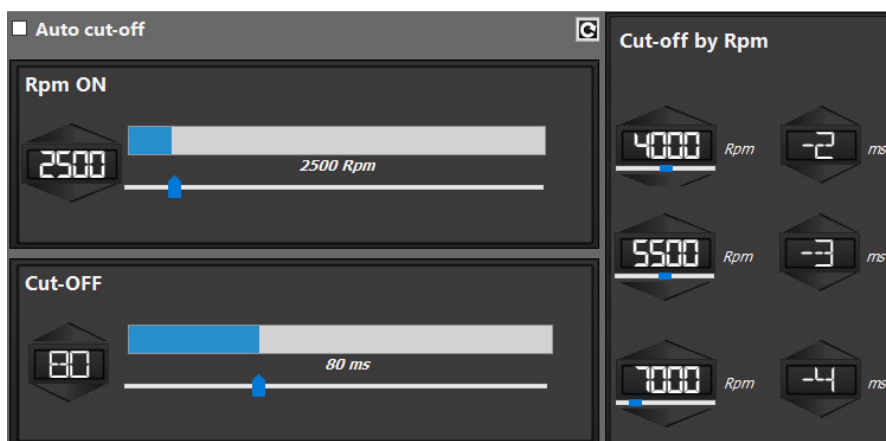 Auto cut-off
Rpm ON
2500
2500 Rpm
Cut-OFF
80
80 ms
Cut-off by Rpm
4000 Rpm -2 ms
5500 Rpm -3 ms
7000 Rpm -4 ms